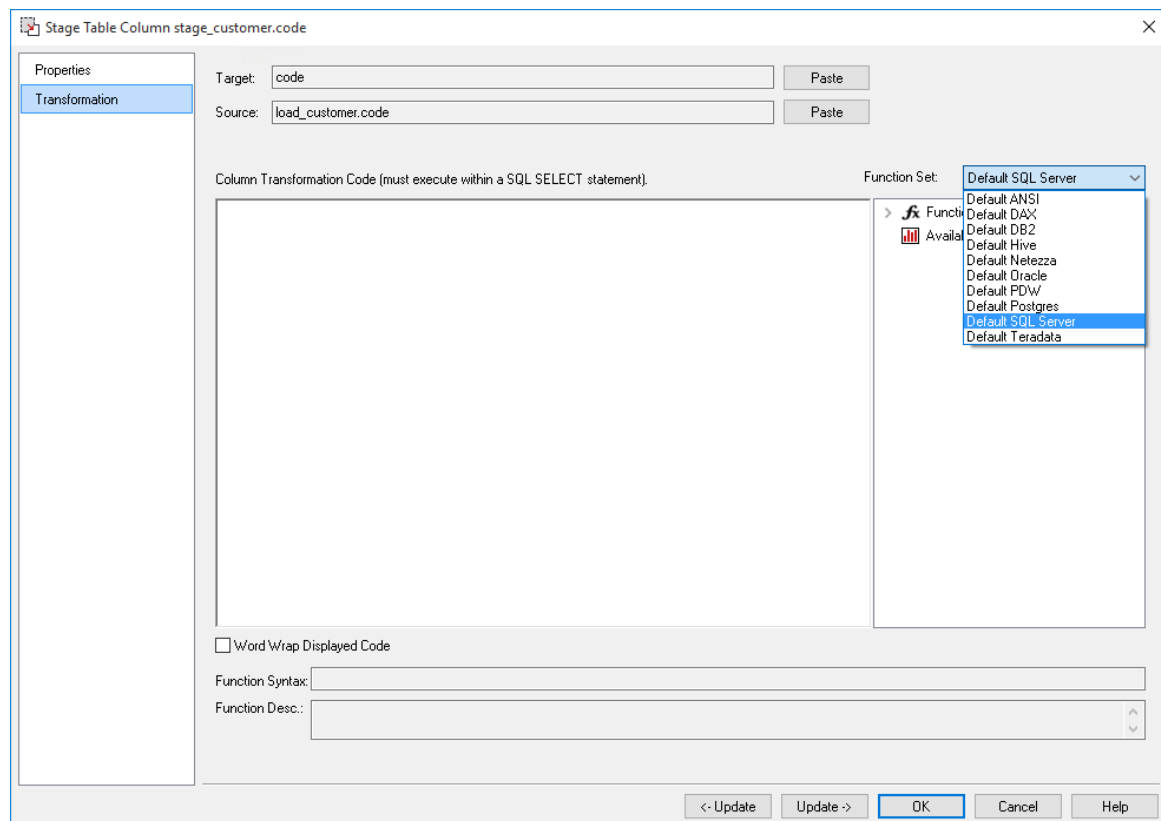 Stage Table Column stage_customer.code
Properties
Transformation
Target: code Paste
Source: load_customer.code Paste
Column Transformation Code (must execute within a SQL SELECT statement). Function Set: Default SQL Server
Default ANSI
Default DAX
Default DB2
Default Hive
Default Netezza
Default Oracle
Default PDW
Default Postgres
Default SQL Server
Default Teradata
fx Functi
Availal
Word Wrap Displayed Code
Function Syntax:
Function Desc.:
<- Update Update -> OK Cancel Help